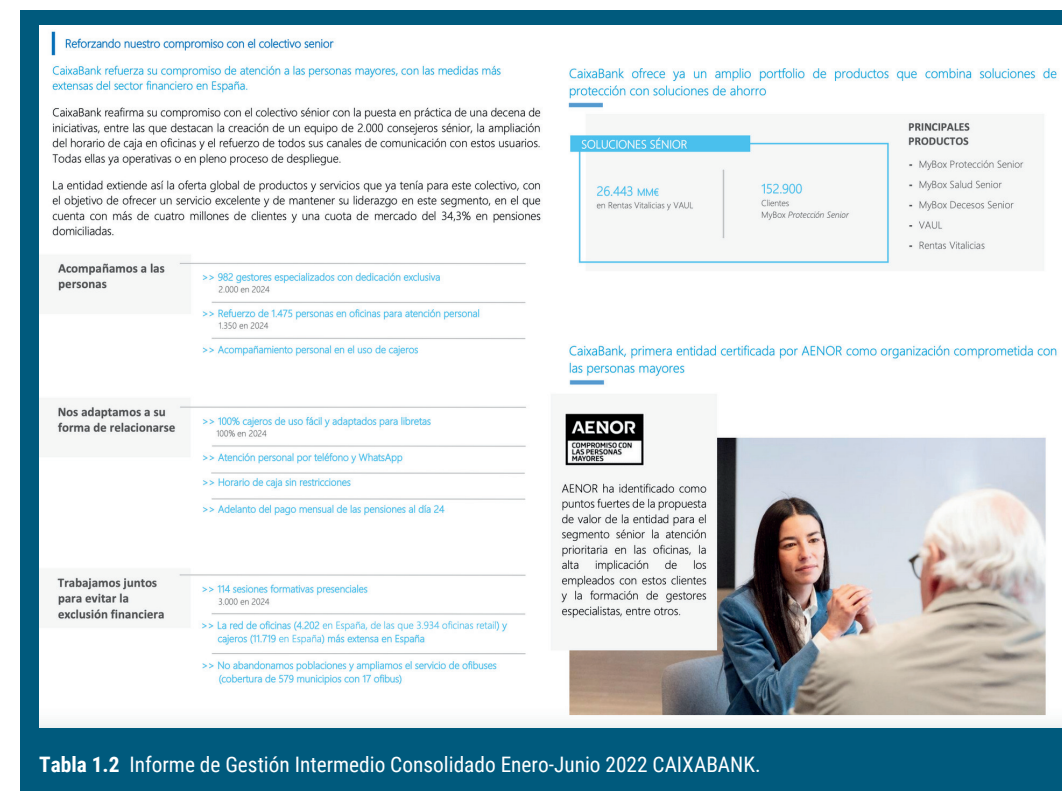 Reforzando nuestro compromiso con el colectivo senior
CaixaBank refuerza su compromiso de atención a las personas mayores, con las medidas más
extensas del sector financiero en España.
CaixaBank reafirma su compromiso con el colectivo sénior con la puesta en práctica de una decena de
iniciativas, entre las que destacan la creación de un equipo de 2.000 consejeros sénior, la ampliación
del horario de caja en oficinas y el refuerzo de todos sus canales de comunicación con estos usuarios.
Todas ellas ya operativas o en pleno proceso de despliegue.
La entidad extiende así la oferta global de productos y servicios que ya tenía para este colectivo, con
el objetivo de ofrecer un servicio excelente y de mantener su liderazgo en este segmento, en el que
cuenta con más de cuatro millones de clientes y una cuota de mercado del 34,3% en pensiones
domiciliadas.
Acompañamos a las
personas
>> 982 gestores especializados con dedicación exclusiva
2.000 en 2024
>> Refuerzo de 1.475 personas en oficinas para atención personal
1.350 en 2024
>> Acompañamiento personal en el uso de cajeros
Nos adaptamos a su
forma de relacionarse
>> 100% cajeros de uso fácil y adaptados para libretas
100% en 2024
>> Atención personal por teléfono y WhatsApp
>> Horario de caja sin restricciones
>> Adelanto del pago mensual de las pensiones al día 24
Trabajamos juntos
para evitar la
exclusión financiera
>> 114 sesiones formativas presenciales
3.000 en 2024
>> La red de oficinas (4.202 en España, de las que 3.934 oficinas retail) y
cajeros (11.719 en España) más extensa en España
>> No abandonamos poblaciones y ampliamos el servicio de ofibuses
(cobertura de 579 municipios con 17 ofibus)
CaixaBank ofrece ya un amplio portfolio de productos que combina soluciones de
protección con soluciones de ahorro
SOLUCIONES SÉNIOR
26.443 MM€
en Rentas Vitalicias y VAUL
152.900
Clientes
MyBox Protección Senior
PRINCIPALES
PRODUCTOS
- MyBox Protección Senior
- MyBox Salud Senior
- MyBox Decesos Senior
- VAUL
- Rentas Vitalicias
CaixaBank, primera entidad certificada por AENOR como organización comprometida con
las personas mayores
AENOR
COMPROMISO CON
LAS PERSONAS
MAYORES
AENOR ha identificado como
puntos fuertes de la propuesta
de valor de la entidad para el
segmento sénior la atención
prioritaria en las oficinas, la
alta implicación de los
empleados con estos clientes
y la formación de gestores
especialistas, entre otros.
Tabla 1.2 Informe de Gestión Intermedio Consolidado Enero-Junio 2022 CAIXABANK.